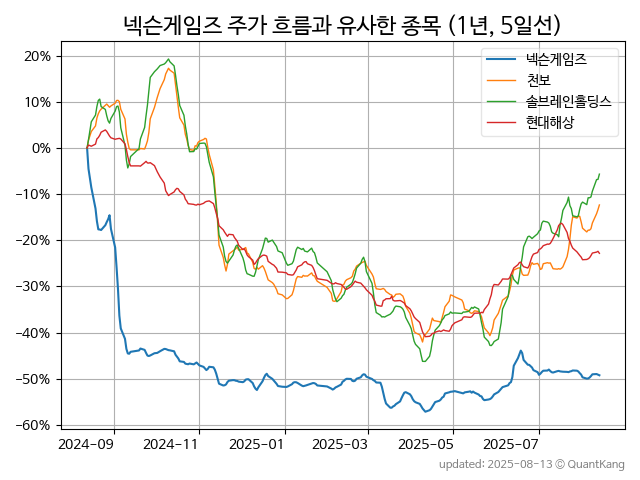 넥슨게임즈 주가 흐름과 유사한 종목 (1년, 5일선)
넥슨게임즈
천보
솔브레인홀딩스
현대해상
20%
10%
0%
−10%
−20%
−30%
−40%
−50%
−60%
2024−09 2024−11 2025−01 2025−03 2025−05 2025−07
updated: 2025-08-13 © QuantKang